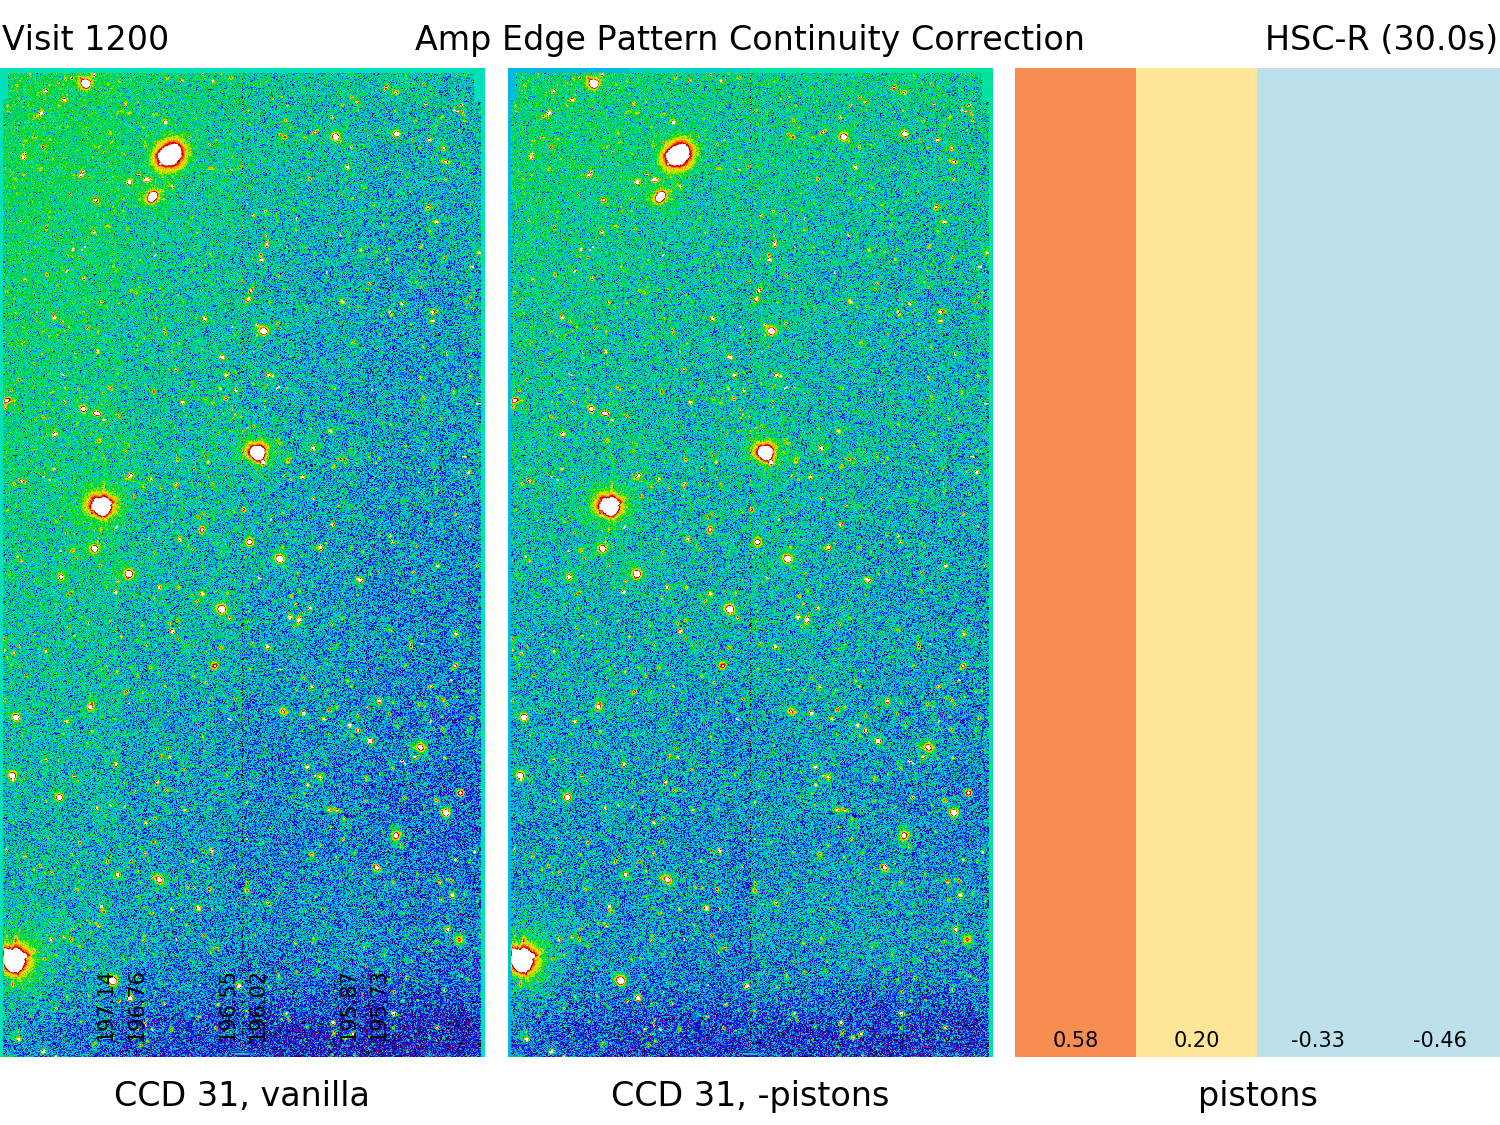 Visit 1200
Amp Edge Pattern Continuity Correction
HSC-R (30.0s)
197.14
196.76
196.55
196.02
195.87
195.73
0.58
0.20
-0.33
-0.46
CCD 31, vanilla
CCD 31, -pistons
pistons